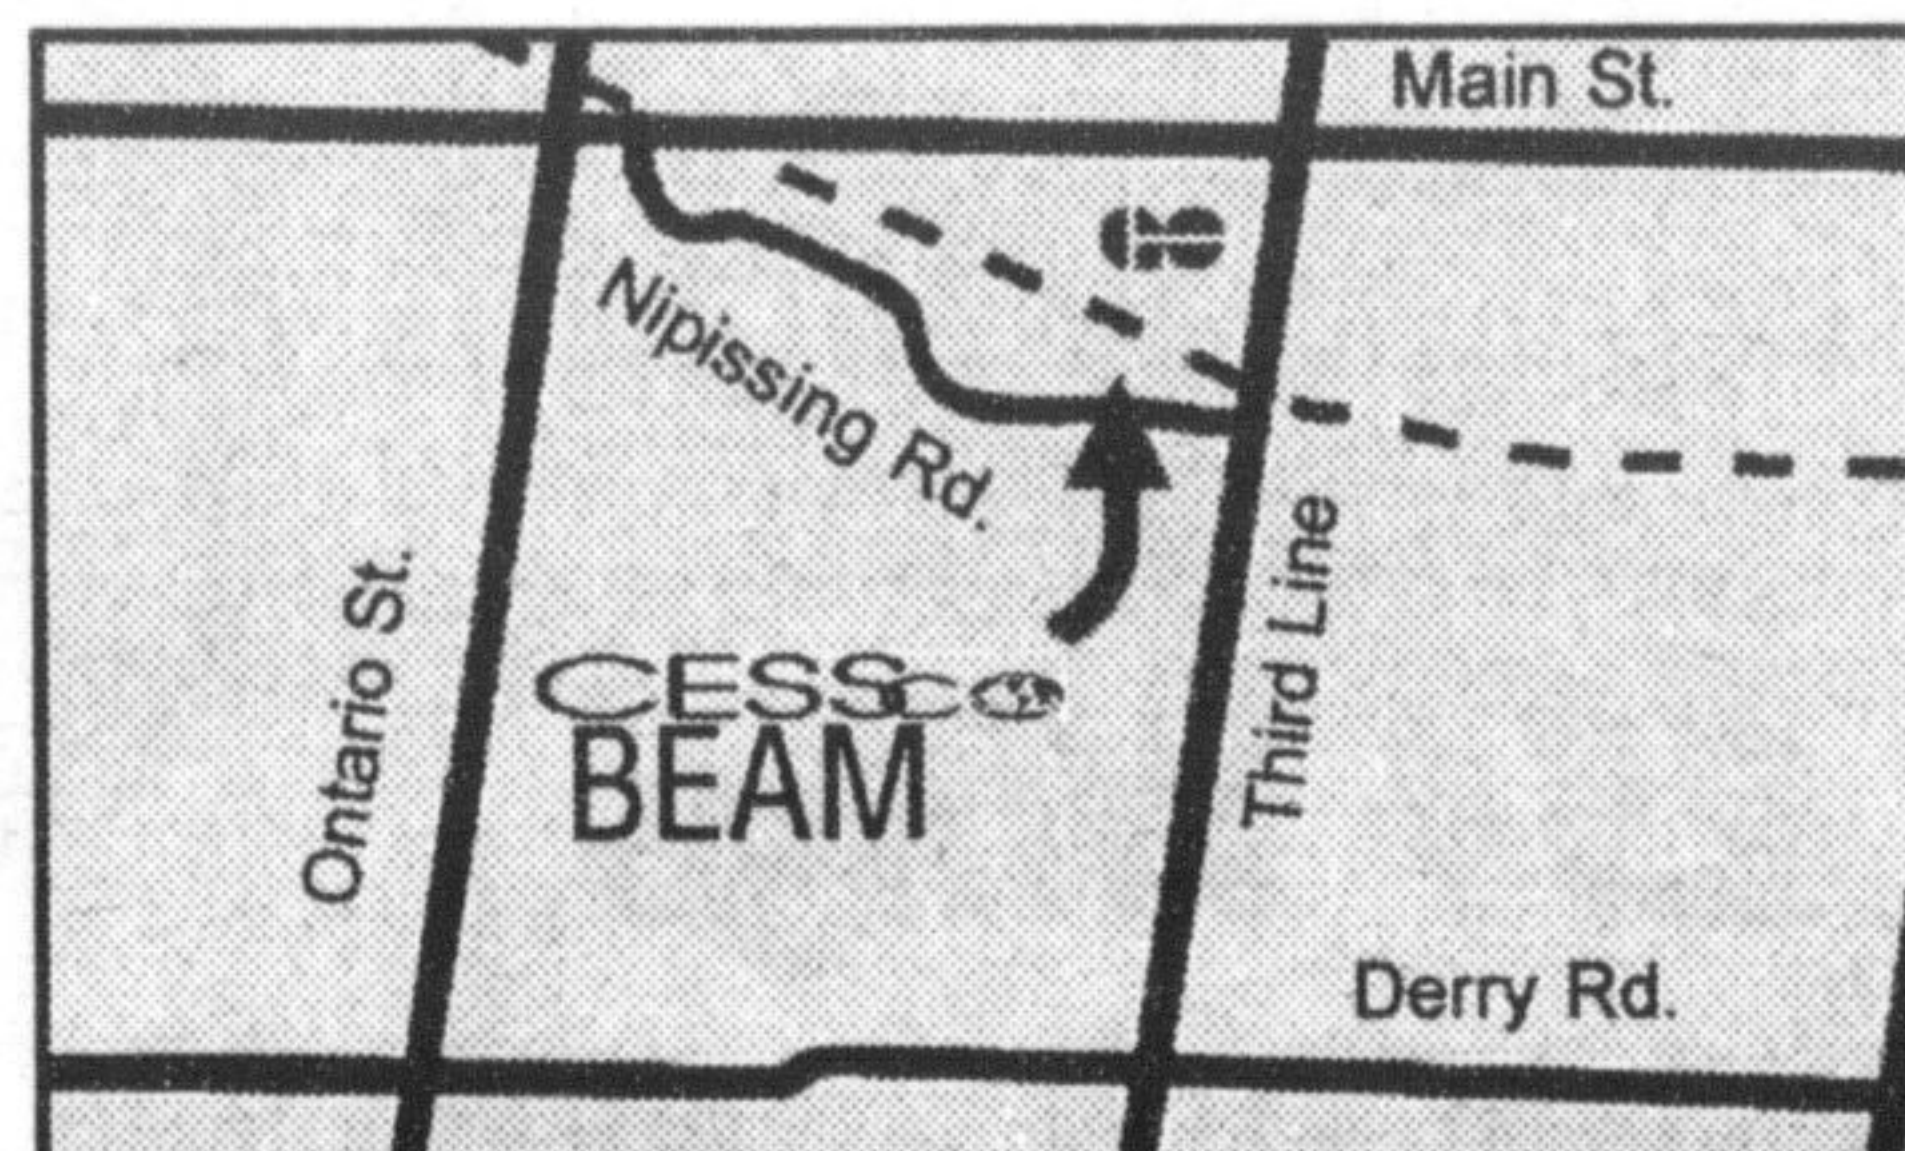 Main St.
Nipissing Rd.
Third Line
Ontario St.
CESSCO
BEAM
Derry Rd.